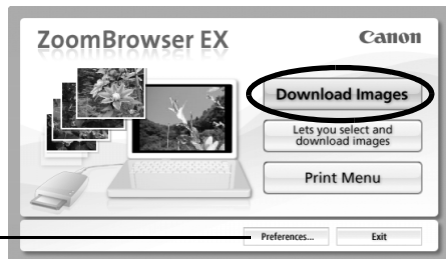 ZoomBrowser EX
Canon
Download Images
Lets you select and
download images
Print Menu
Preferences...
Exit